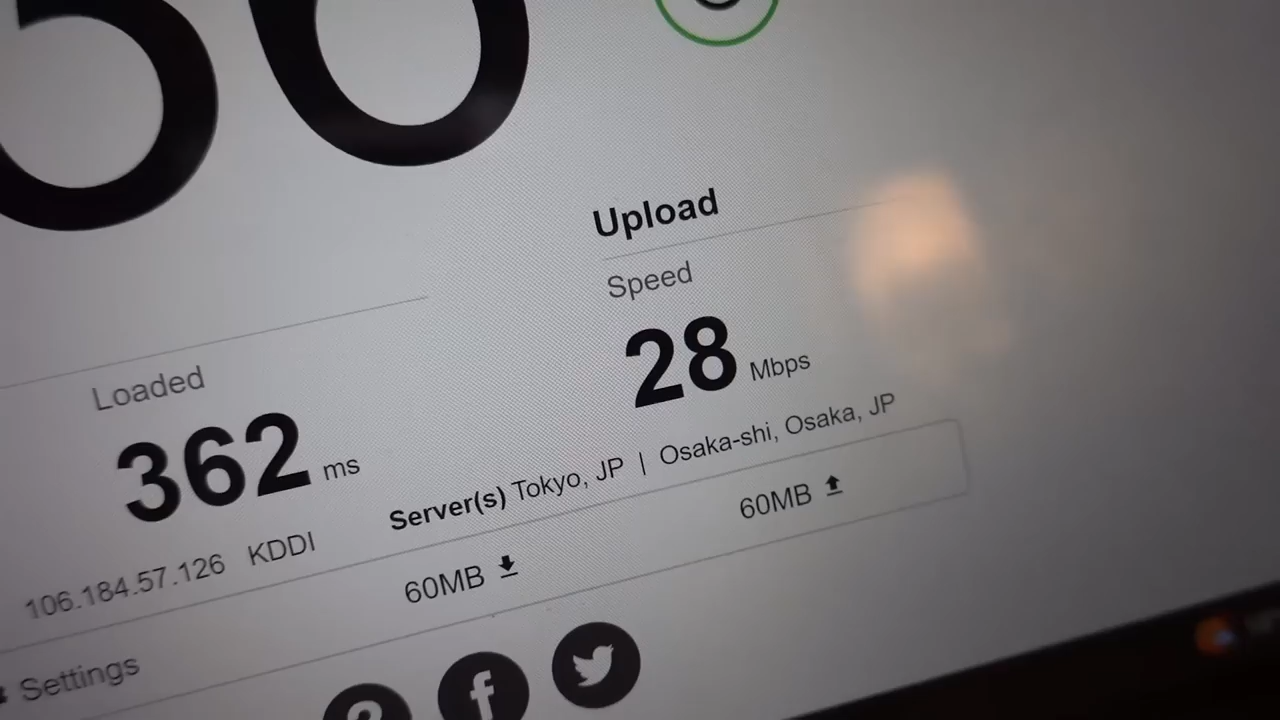 Upload
Speed
28 Mbps
Loaded
362 ms
Server(s) Tokyo, JP | Osaka-shi, Osaka, JP
106.184.57.126 KDDI
60MB
60MB
Settings